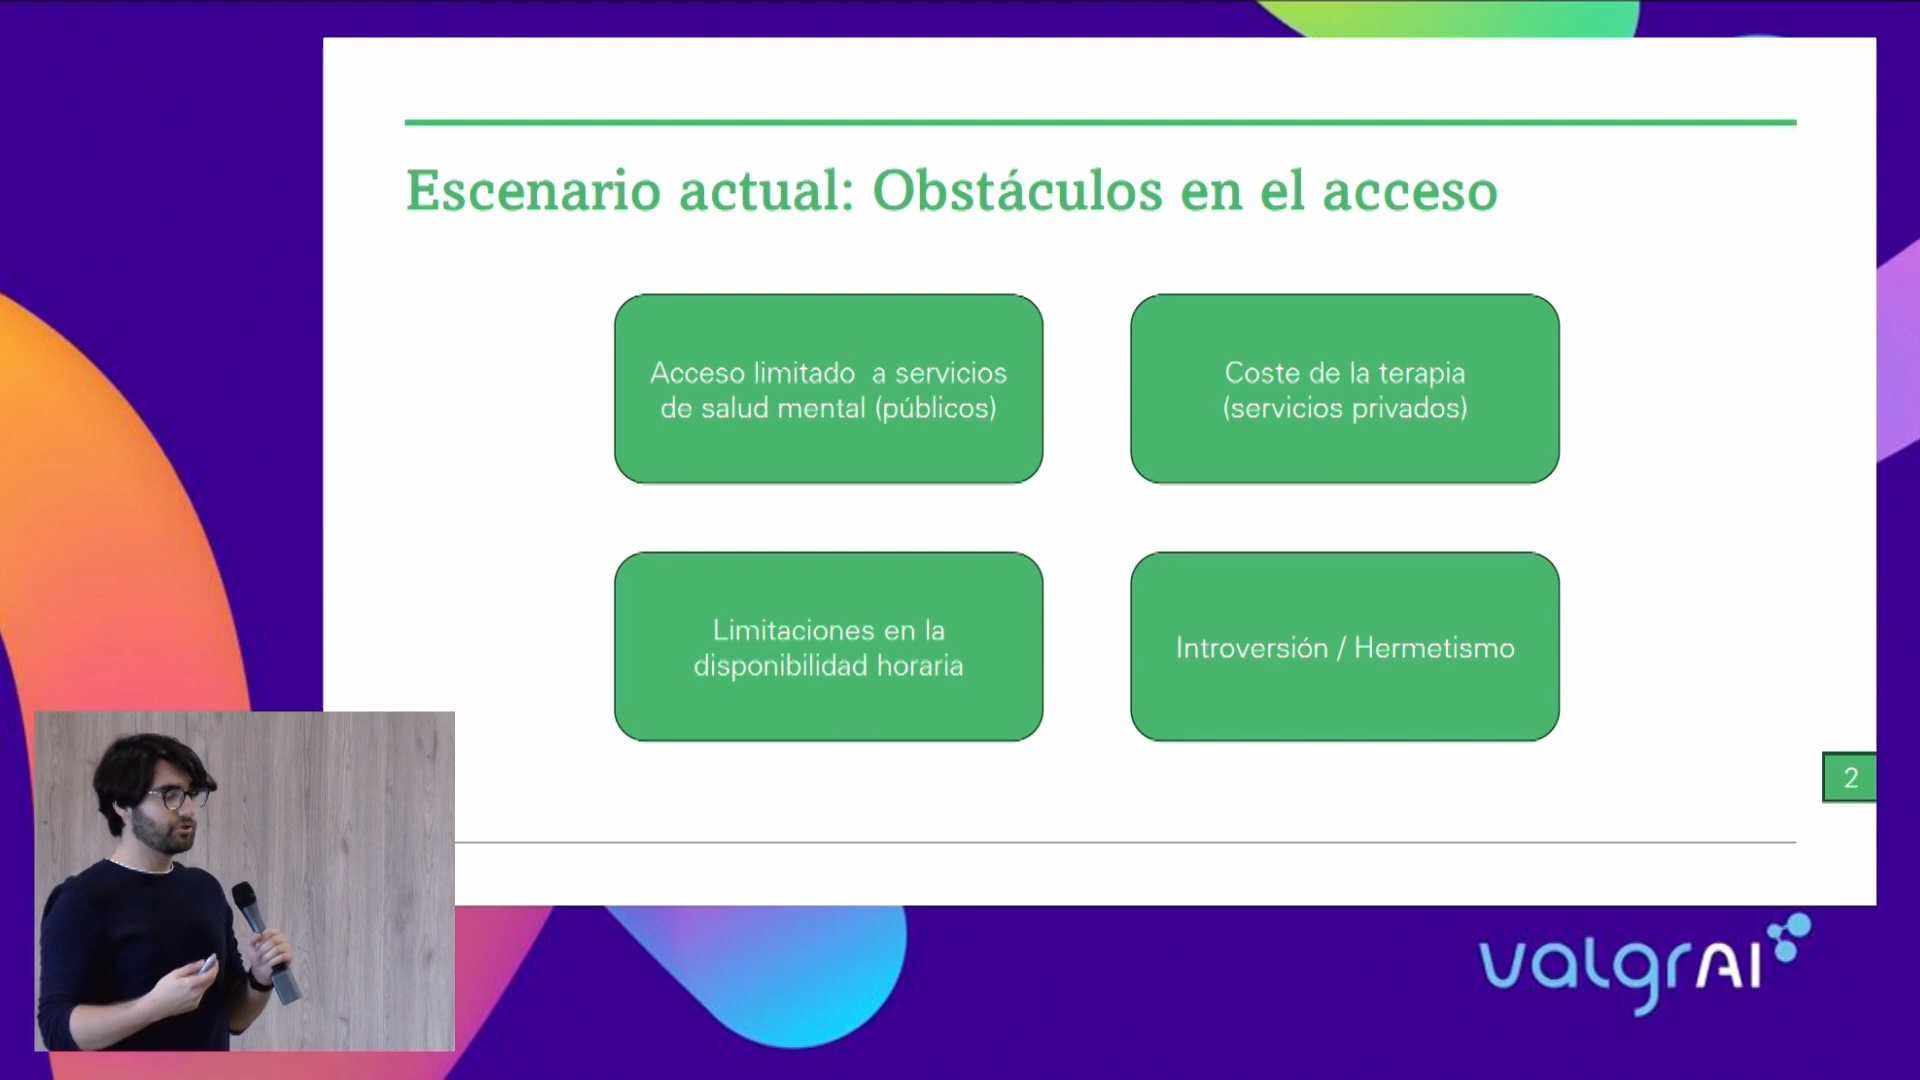 Escenario actual: Obstáculos en el acceso
Acceso limitado a servicios
de salud mental (públicos)
Coste de la terapia
(servicios privados)
Limitaciones en la
disponibilidad horaria
Introversión / Hermetismo
2
valgrAI